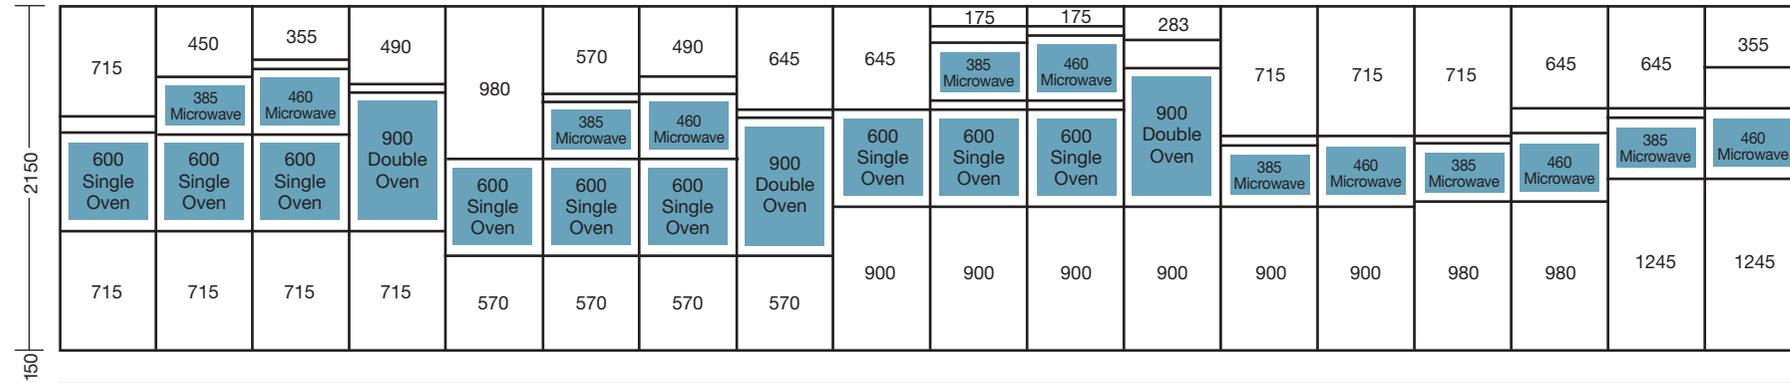 2150
150
715
600
Single
Oven
715
450
385
Microwave
600
Single
Oven
715
355
460
Microwave
600
Single
Oven
715
490
900
Double
Oven
715
980
600
Single
Oven
570
570
385
Microwave
600
Single
Oven
570
490
460
Microwave
600
Single
Oven
570
645
900
Double
Oven
570
645
600
Single
Oven
900
175
385
Microwave
600
Single
Oven
900
175
460
Microwave
600
Single
Oven
900
283
900
Double
Oven
900
715
385
Microwave
900
715
460
Microwave
900
715
385
Microwave
980
645
460
Microwave
980
645
385
Microwave
1245
355
460
Microwave
1245